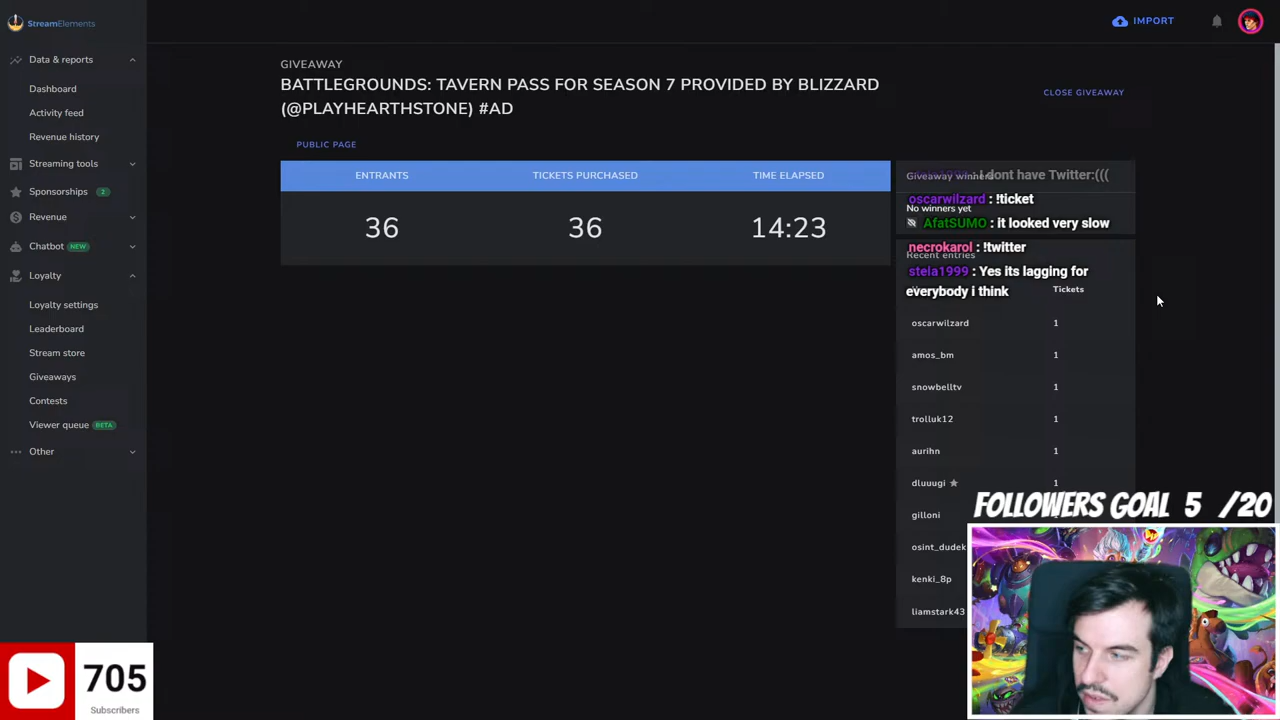 StreamElements
IMPORT
Data & reports
Dashboard
Activity feed
Revenue history
Streaming tools
Sponsorships 2
Revenue
Chatbot NEW
Loyalty
Loyalty settings
Leaderboard
Stream store
Giveaways
Contests
Viewer queue BETA
Other
GIVEAWAY
BATTLEGROUNDS: TAVERN PASS FOR SEASON 7 PROVIDED BY BLIZZARD
(@PLAYHEARTHSTONE) #AD
CLOSE GIVEAWAY
PUBLIC PAGE
ENTRANTS TICKETS PURCHASED TIME ELAPSED
36 36 14:23
Giveaway winners
I dont have Twitter:(((
oscarwilzard : !ticket
No winners yet
AfatSUMO : it looked very slow
necrokarol : !twitter
Recent entries
stela1999 : Yes its lagging for
everybody i think
Tickets
oscarwilzard 1
amos_bm 1
snowbelltv 1
trolluk12 1
aurihn 1
dluuugi 1
gilloni
osint_dudek
kenki_8p
liamstark43
FOLLOWERS GOAL 5 /20
705
Subscribers